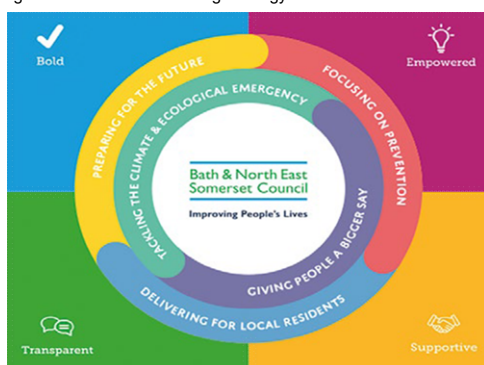 Bold
Empowered
PREPARING FOR THE FUTURE
FOCUSING ON PREVENTION
TACKLING THE CLIMATE & ECOLOGICAL EMERGENCY
Bath & North East
Somerset Council
Improving People's Lives
GIVING PEOPLE A BIGGER SAY
DELIVERING FOR LOCAL RESIDENTS
Transparent
Supportive